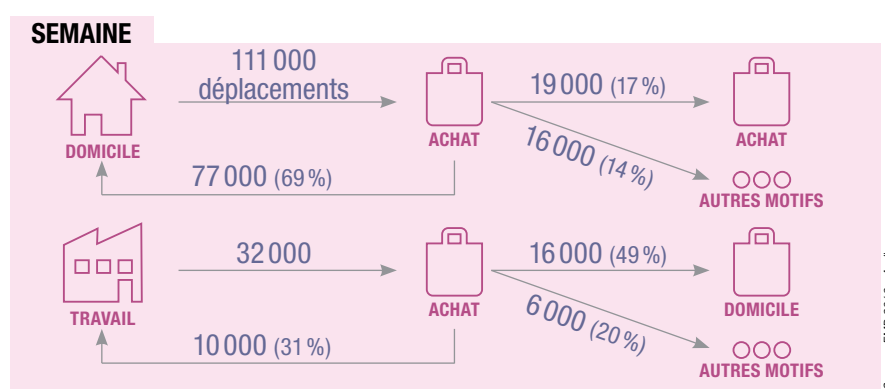 SEMAINE
111 000
déplacements
19 000 (17 %)
DOMICILE
ACHAT
ACHAT
16 000 (14 %)
77 000 (69 %)
AUTRES MOTIFS
32 000
16 000 (49 %)
TRAVAIL
ACHAT
DOMICILE
6 000 (20 %)
10 000 (31 %)
AUTRES MOTIFS